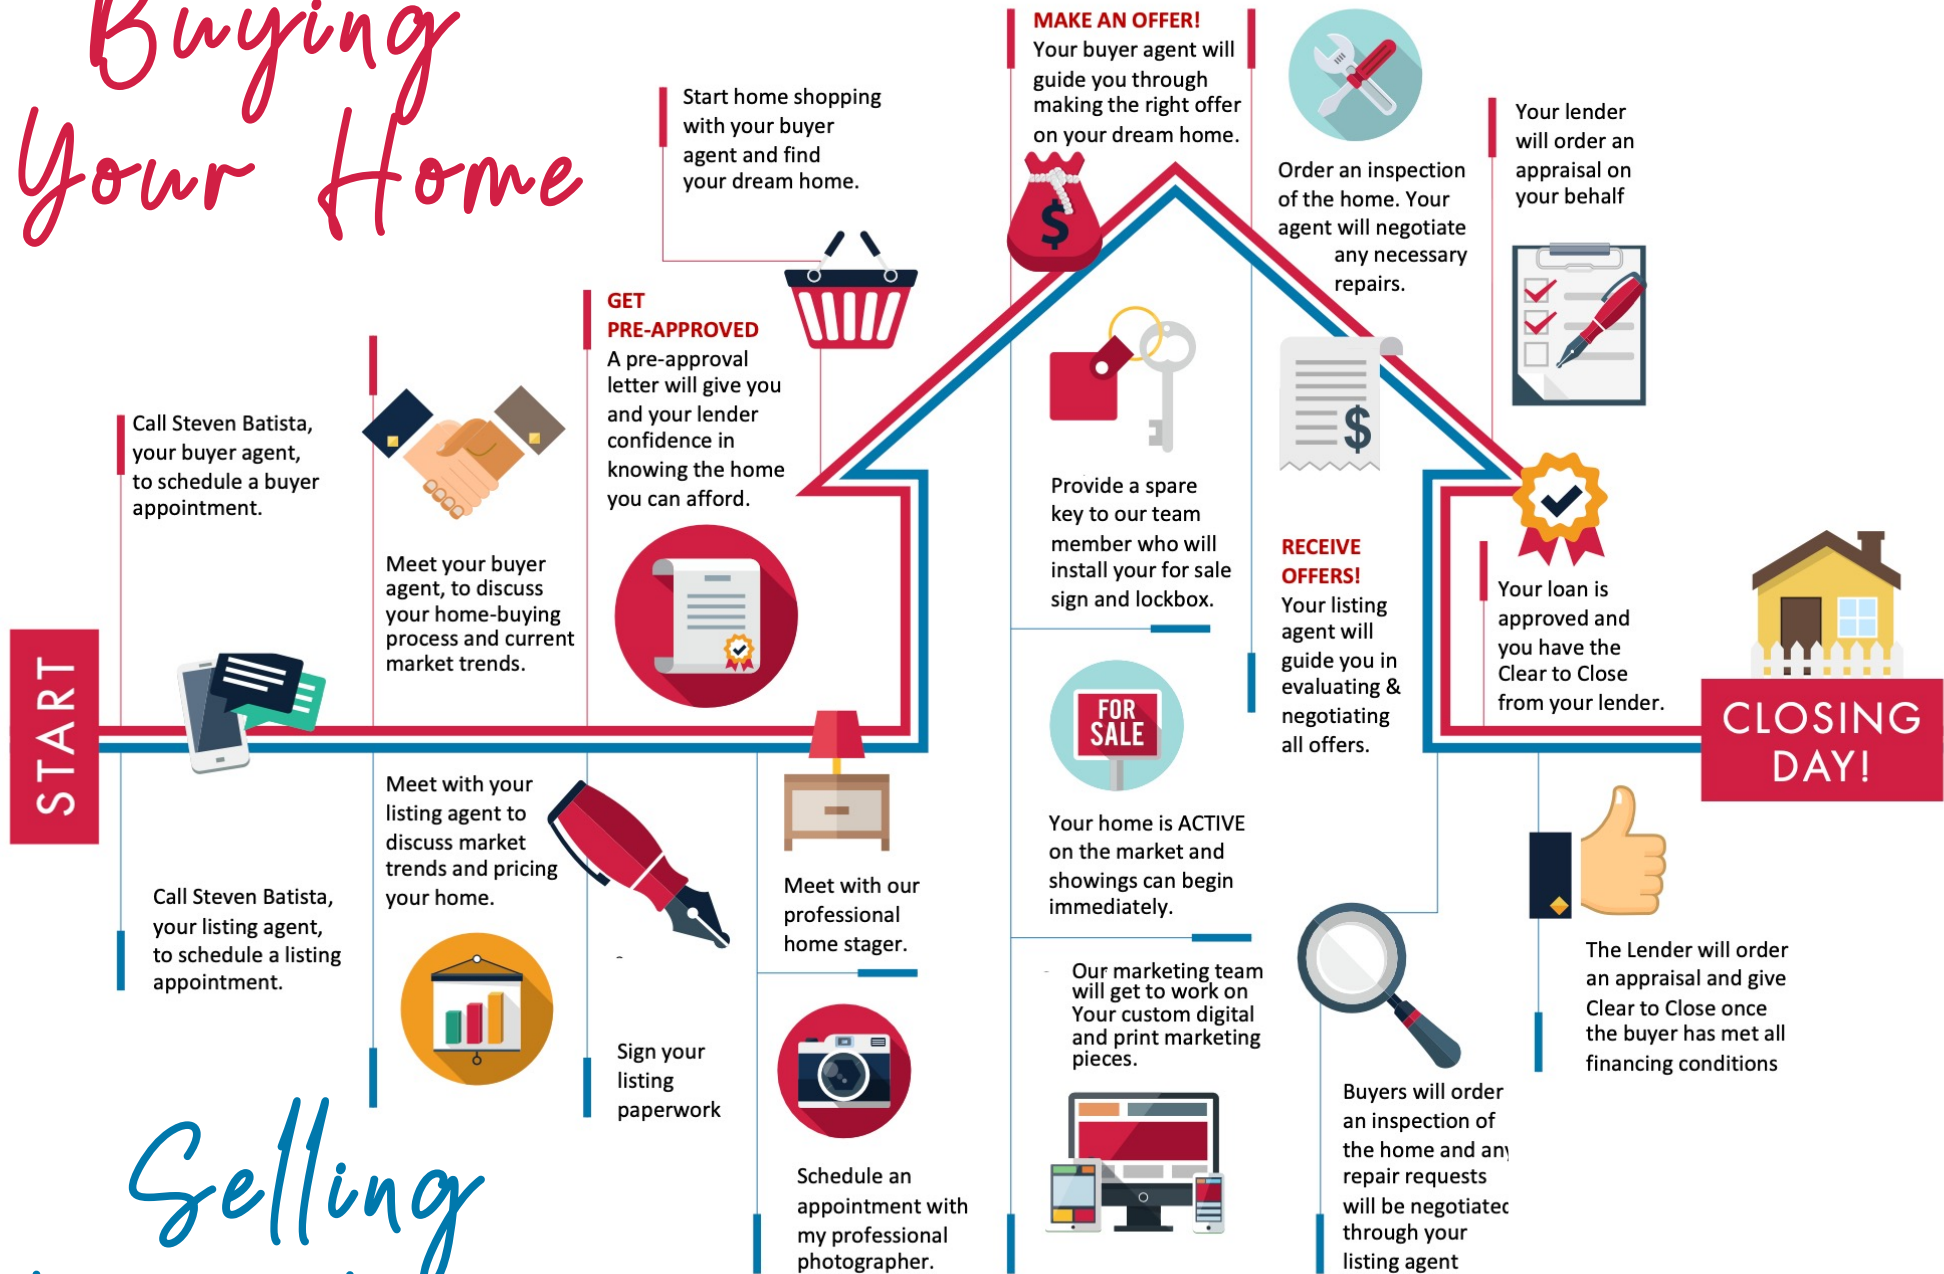 Buying
Your Home
START
Call Steven Batista,
your buyer agent,
to schedule a buyer
appointment.
Meet your buyer
agent, to discuss
your home-buying
process and current
market trends.
GET
PRE-APPROVED
A pre-approval
letter will give you
and your lender
confidence in
knowing the home
you can afford.
Start home shopping
with your buyer
agent and find
your dream home.
MAKE AN OFFER!
Your buyer agent will
guide you through
making the right offer
on your dream home.
$
Order an inspection
of the home. Your
agent will negotiate
any necessary
repairs.
Your lender
will order an
appraisal on
your behalf
Your loan is
approved and
you have the
Clear to Close
from your lender.
CLOSING
DAY!
Call Steven Batista,
your listing agent,
to schedule a listing
appointment.
Meet with your
listing agent to
discuss market
trends and pricing
your home.
Sign your
listing
paperwork
Meet with our
professional
home stager.
Schedule an
appointment with
my professional
photographer.
Provide a spare
key to our team
member who will
install your for sale
sign and lockbox.
FOR
SALE
Your home is ACTIVE
on the market and
showings can begin
immediately.
Our marketing team
will get to work on
Your custom digital
and print marketing
pieces.
$
RECEIVE
OFFERS!
Your listing
agent will
guide you in
evaluating &
negotiating
all offers.
Buyers will order
an inspection of
the home and any
repair requests
will be negotiated
through your
listing agent
The Lender will order
an appraisal and give
Clear to Close once
the buyer has met all
financing conditions
Selling